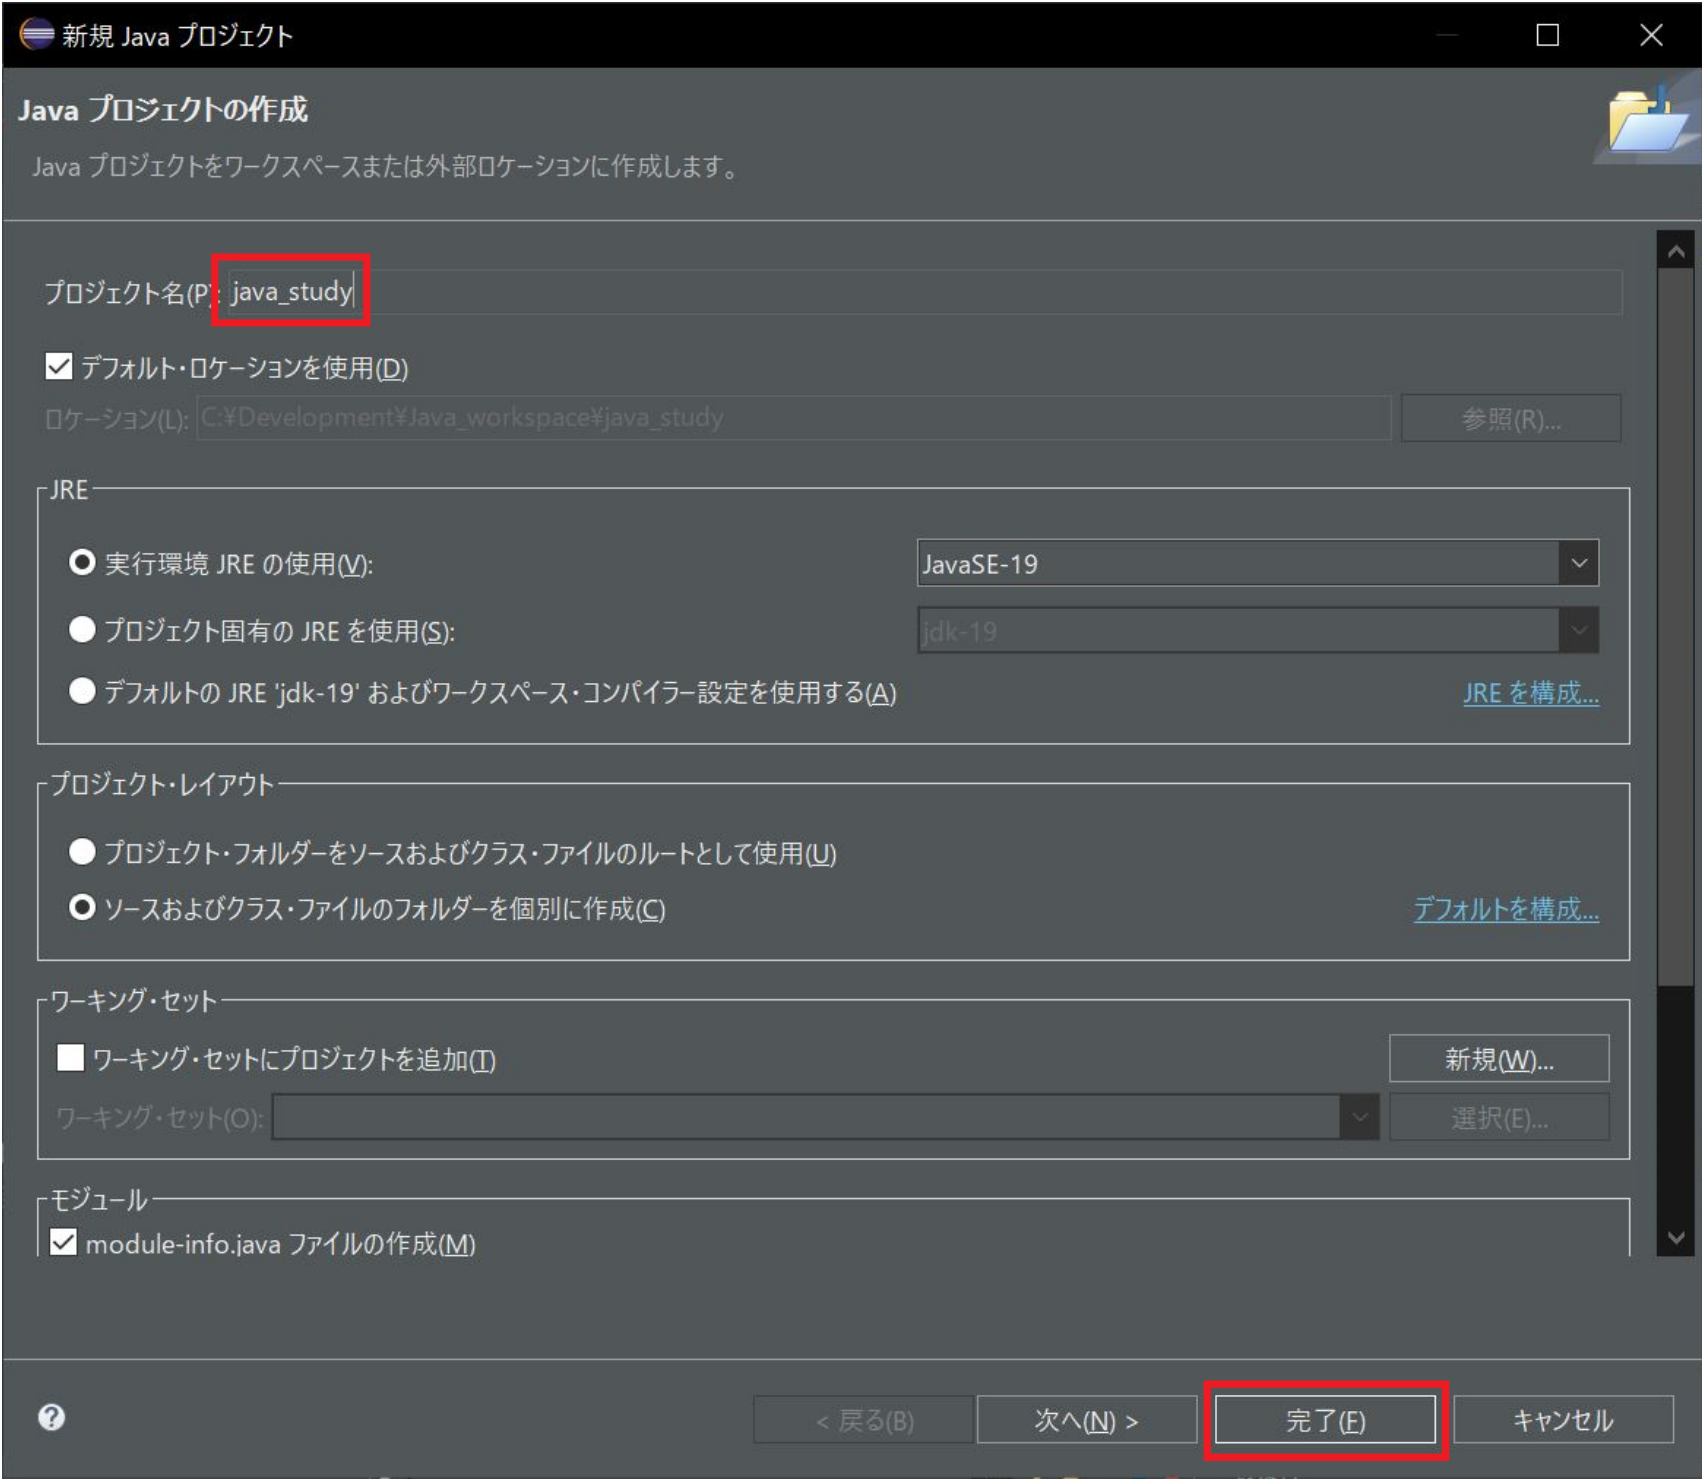 新規 Java プロジェクト
Java プロジェクトの作成
Java プロジェクトをワークスペースまたは外部ロケーションに作成します。
プロジェクト名(P): java_study
デフォルト・ロケーションを使用(D)
ロケーション(L): C:¥Development¥Java_workspace¥java_study 参照(R)...
JRE
実行環境 JRE の使用(V): JavaSE-19
プロジェクト固有の JRE を使用(S): jdk-19
デフォルトの JRE 'jdk-19' およびワークスペース・コンパイラー設定を使用する(A) JRE を構成...
プロジェクト・レイアウト
プロジェクト・フォルダーをソースおよびクラス・ファイルのルートとして使用(U)
ソースおよびクラス・ファイルのフォルダーを個別に作成(C) デフォルトを構成...
ワーキング・セット
ワーキング・セットにプロジェクトを追加(T) 新規(W)...
ワーキング・セット(O): 選択(E)...
モジュール
module-info.java ファイルの作成(M)
< 戻る(B) 次へ(N) > 完了(F) キャンセル